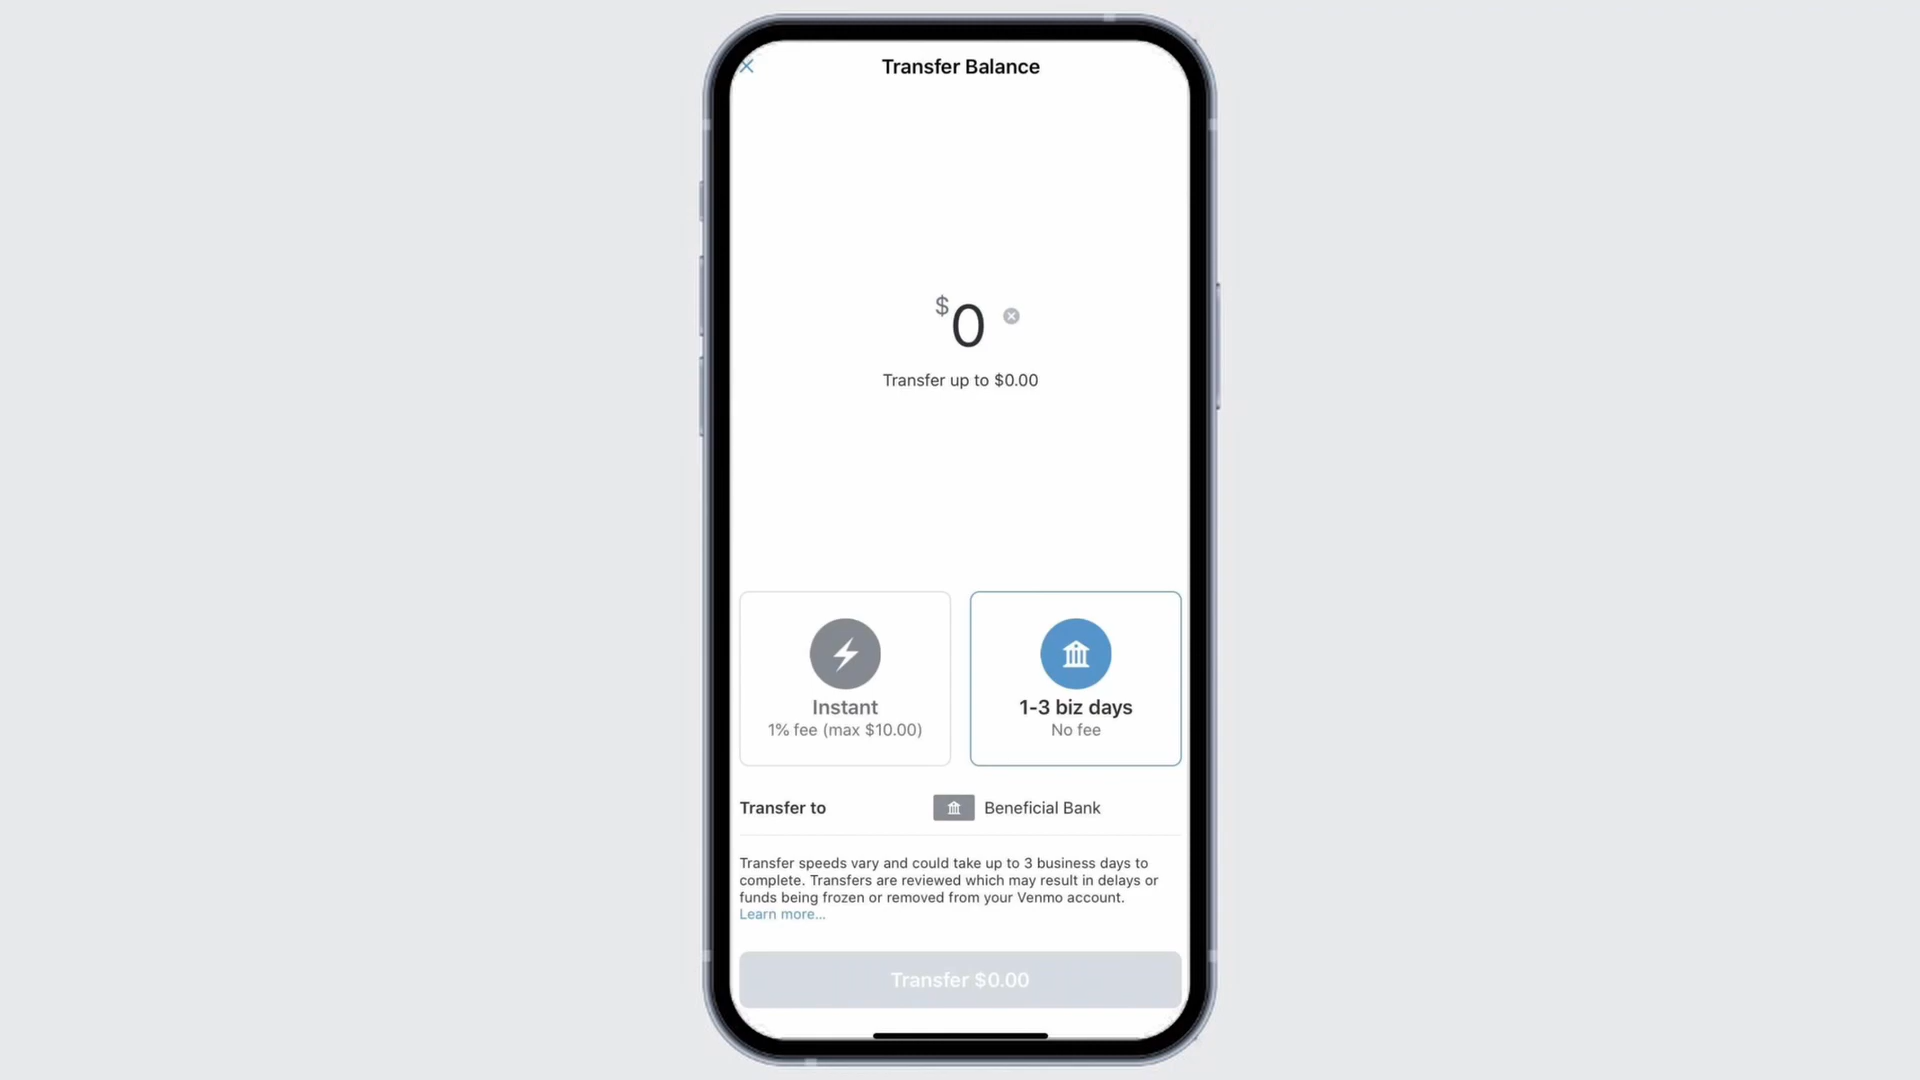 Transfer Balance
$0
Transfer up to $0.00
Instant
1% fee (max $10.00)
1-3 biz days
No fee
Transfer to
Beneficial Bank
Transfer speeds vary and could take up to 3 business days to
complete. Transfers are reviewed which may result in delays or
funds being frozen or removed from your Venmo account.
Learn more...
Transfer $0.00